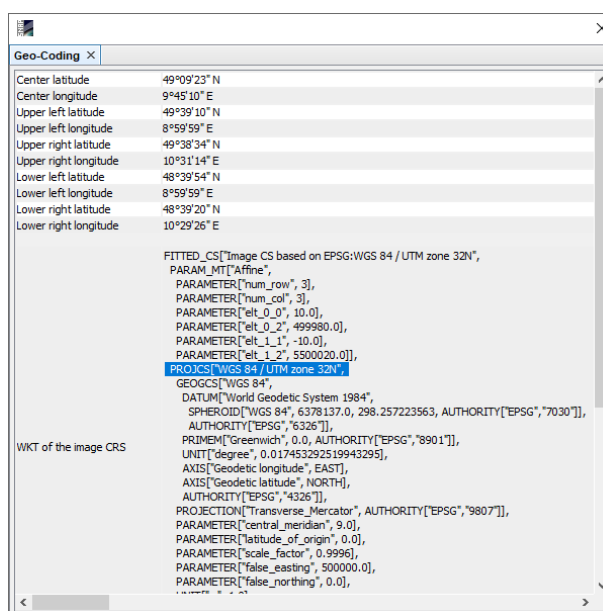 Geo-Coding ×
Center latitude 49°09'23" N
Center longitude 9°45'10" E
Upper left latitude 49°39'10" N
Upper left longitude 8°59'59" E
Upper right latitude 49°38'34" N
Upper right longitude 10°31'14" E
Lower left latitude 48°39'54" N
Lower left longitude 8°59'59" E
Lower right latitude 48°39'20" N
Lower right longitude 10°29'26" E
WKT of the image CRS
FITTED_CS["Image CS based on EPSG:WGS 84 / UTM zone 32N",
PARAM_MT["Affine",
PARAMETER["num_row", 3],
PARAMETER["num_col", 3],
PARAMETER["elt_0_0", 10.0],
PARAMETER["elt_0_2", 499980.0],
PARAMETER["elt_1_1", -10.0],
PARAMETER["elt_1_2", 5500020.0]],
PROJCS["WGS 84 / UTM zone 32N",
GEOGCS["WGS 84",
DATUM["World Geodetic System 1984",
SPHEROID["WGS 84", 6378137.0, 298.257223563, AUTHORITY["EPSG","7030"]],
AUTHORITY["EPSG","6326"]],
PRIMEM["Greenwich", 0.0, AUTHORITY["EPSG","8901"]],
UNIT["degree", 0.017453292519943295],
AXIS["Geodetic longitude", EAST],
AXIS["Geodetic latitude", NORTH],
AUTHORITY["EPSG","4326"]],
PROJECTION["Transverse_Mercator", AUTHORITY["EPSG","9807"]],
PARAMETER["central_meridian", 9.0],
PARAMETER["latitude_of_origin", 0.0],
PARAMETER["scale_factor", 0.9996],
PARAMETER["false_easting", 500000.0],
PARAMETER["false_northing", 0.0],